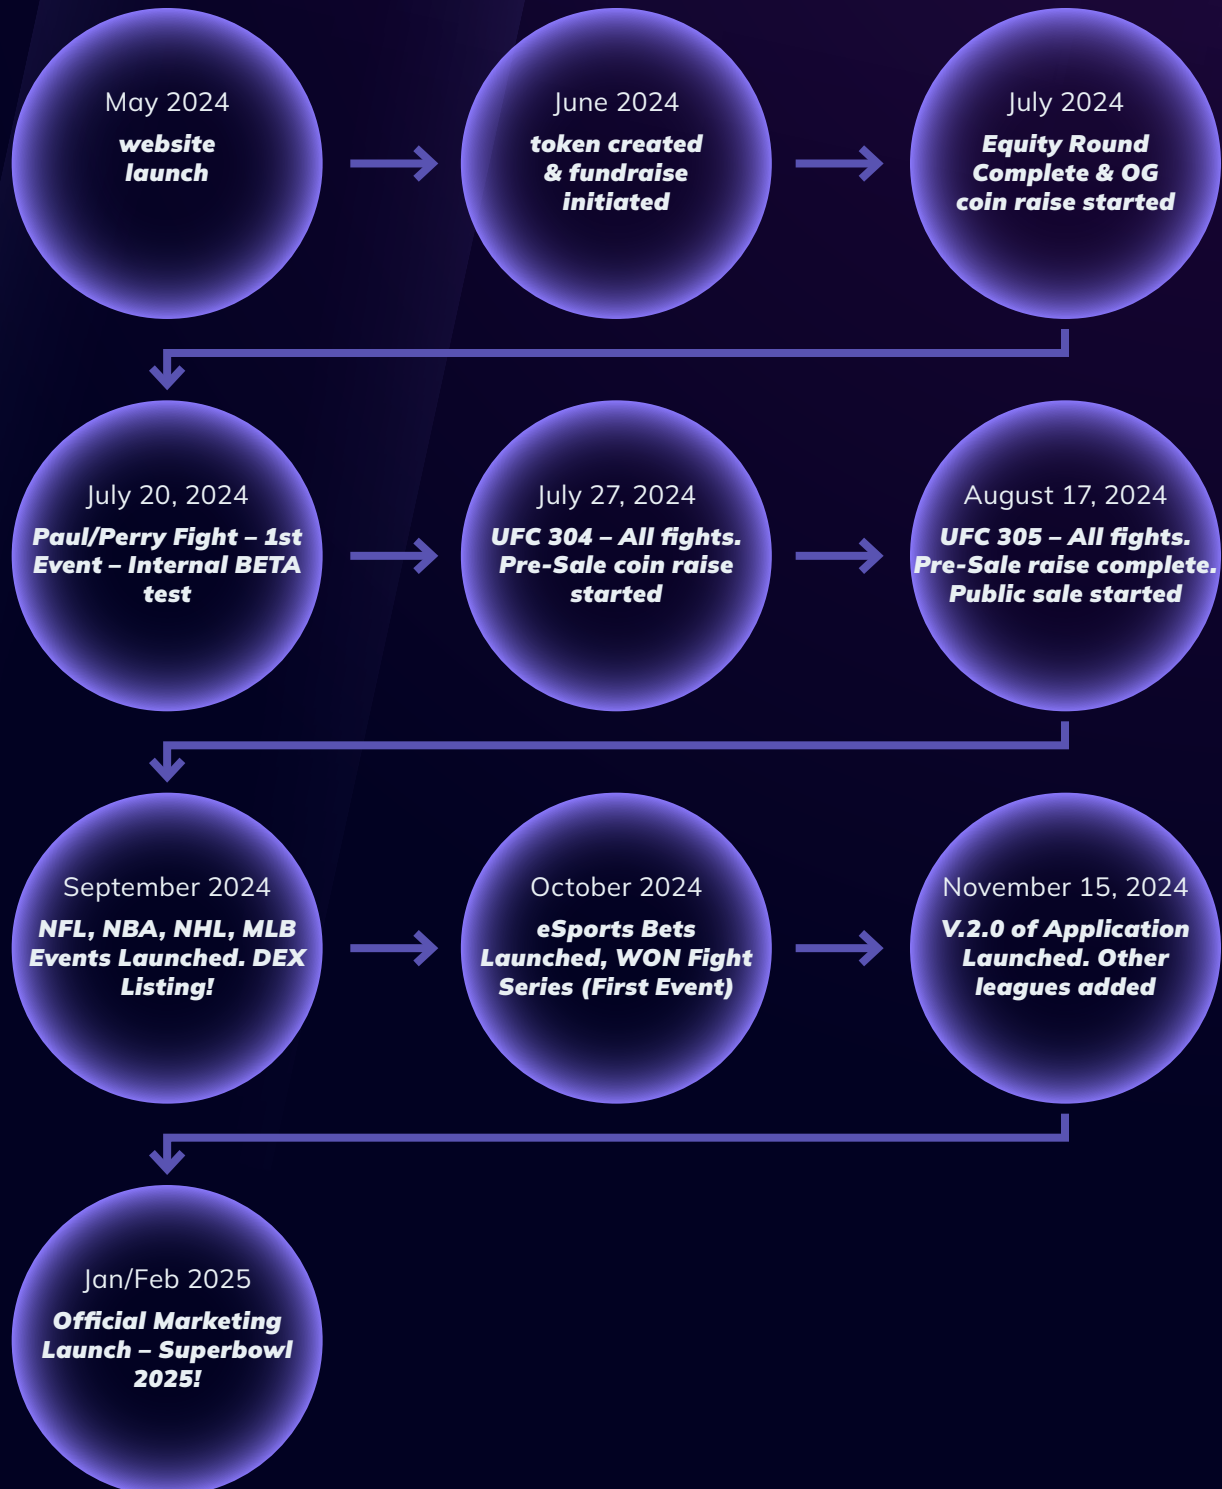 May 2024
website
launch
June 2024
token created
& fundraise
initiated
July 2024
Equity Round
Complete & OG
coin raise started
July 20, 2024
Paul/Perry Fight – 1st
Event – Internal BETA
test
July 27, 2024
UFC 304 – All fights.
Pre-Sale coin raise
started
August 17, 2024
UFC 305 – All fights.
Pre-Sale raise complete.
Public sale started
September 2024
NFL, NBA, NHL, MLB
Events Launched. DEX
Listing!
October 2024
eSports Bets
Launched, WON Fight
Series (First Event)
November 15, 2024
V.2.0 of Application
Launched. Other
leagues added
Jan/Feb 2025
Official Marketing
Launch – Superbowl
2025!